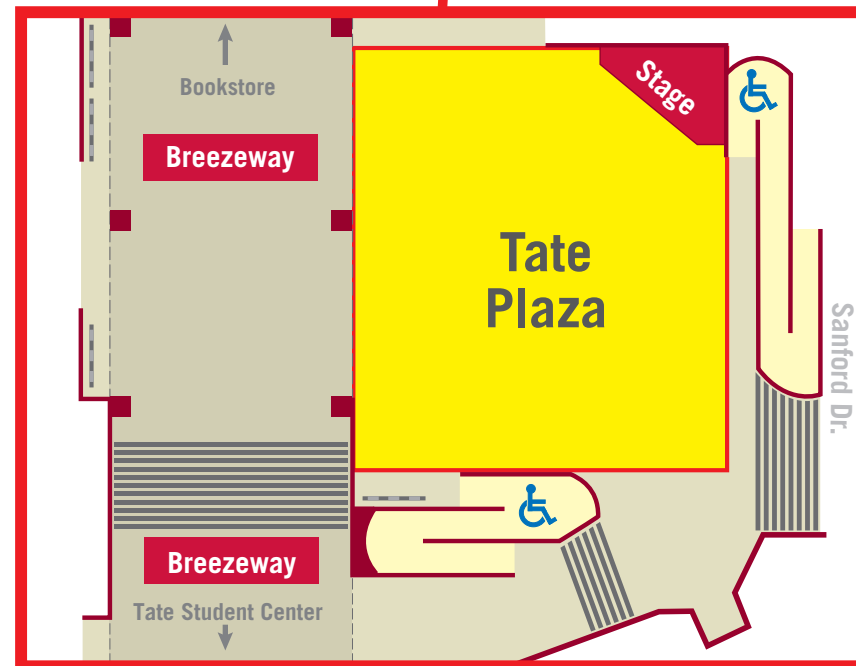 Bookstore
Breezeway
Stage
Tate
Plaza
Sanford Dr.
Breezeway
Tate Student Center